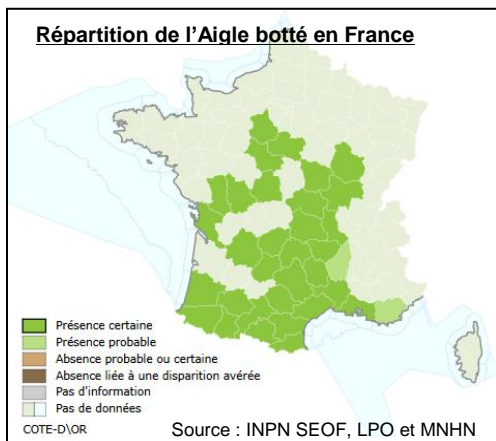 Répartition de l'Aigle botté en France
Présence certaine
Présence probable
Absence probable ou certaine
Absence liée à une disparition avérée
Pas d'information
Pas de données
COTE-D\OR
Source : INPN SEOF, LPO et MNHN